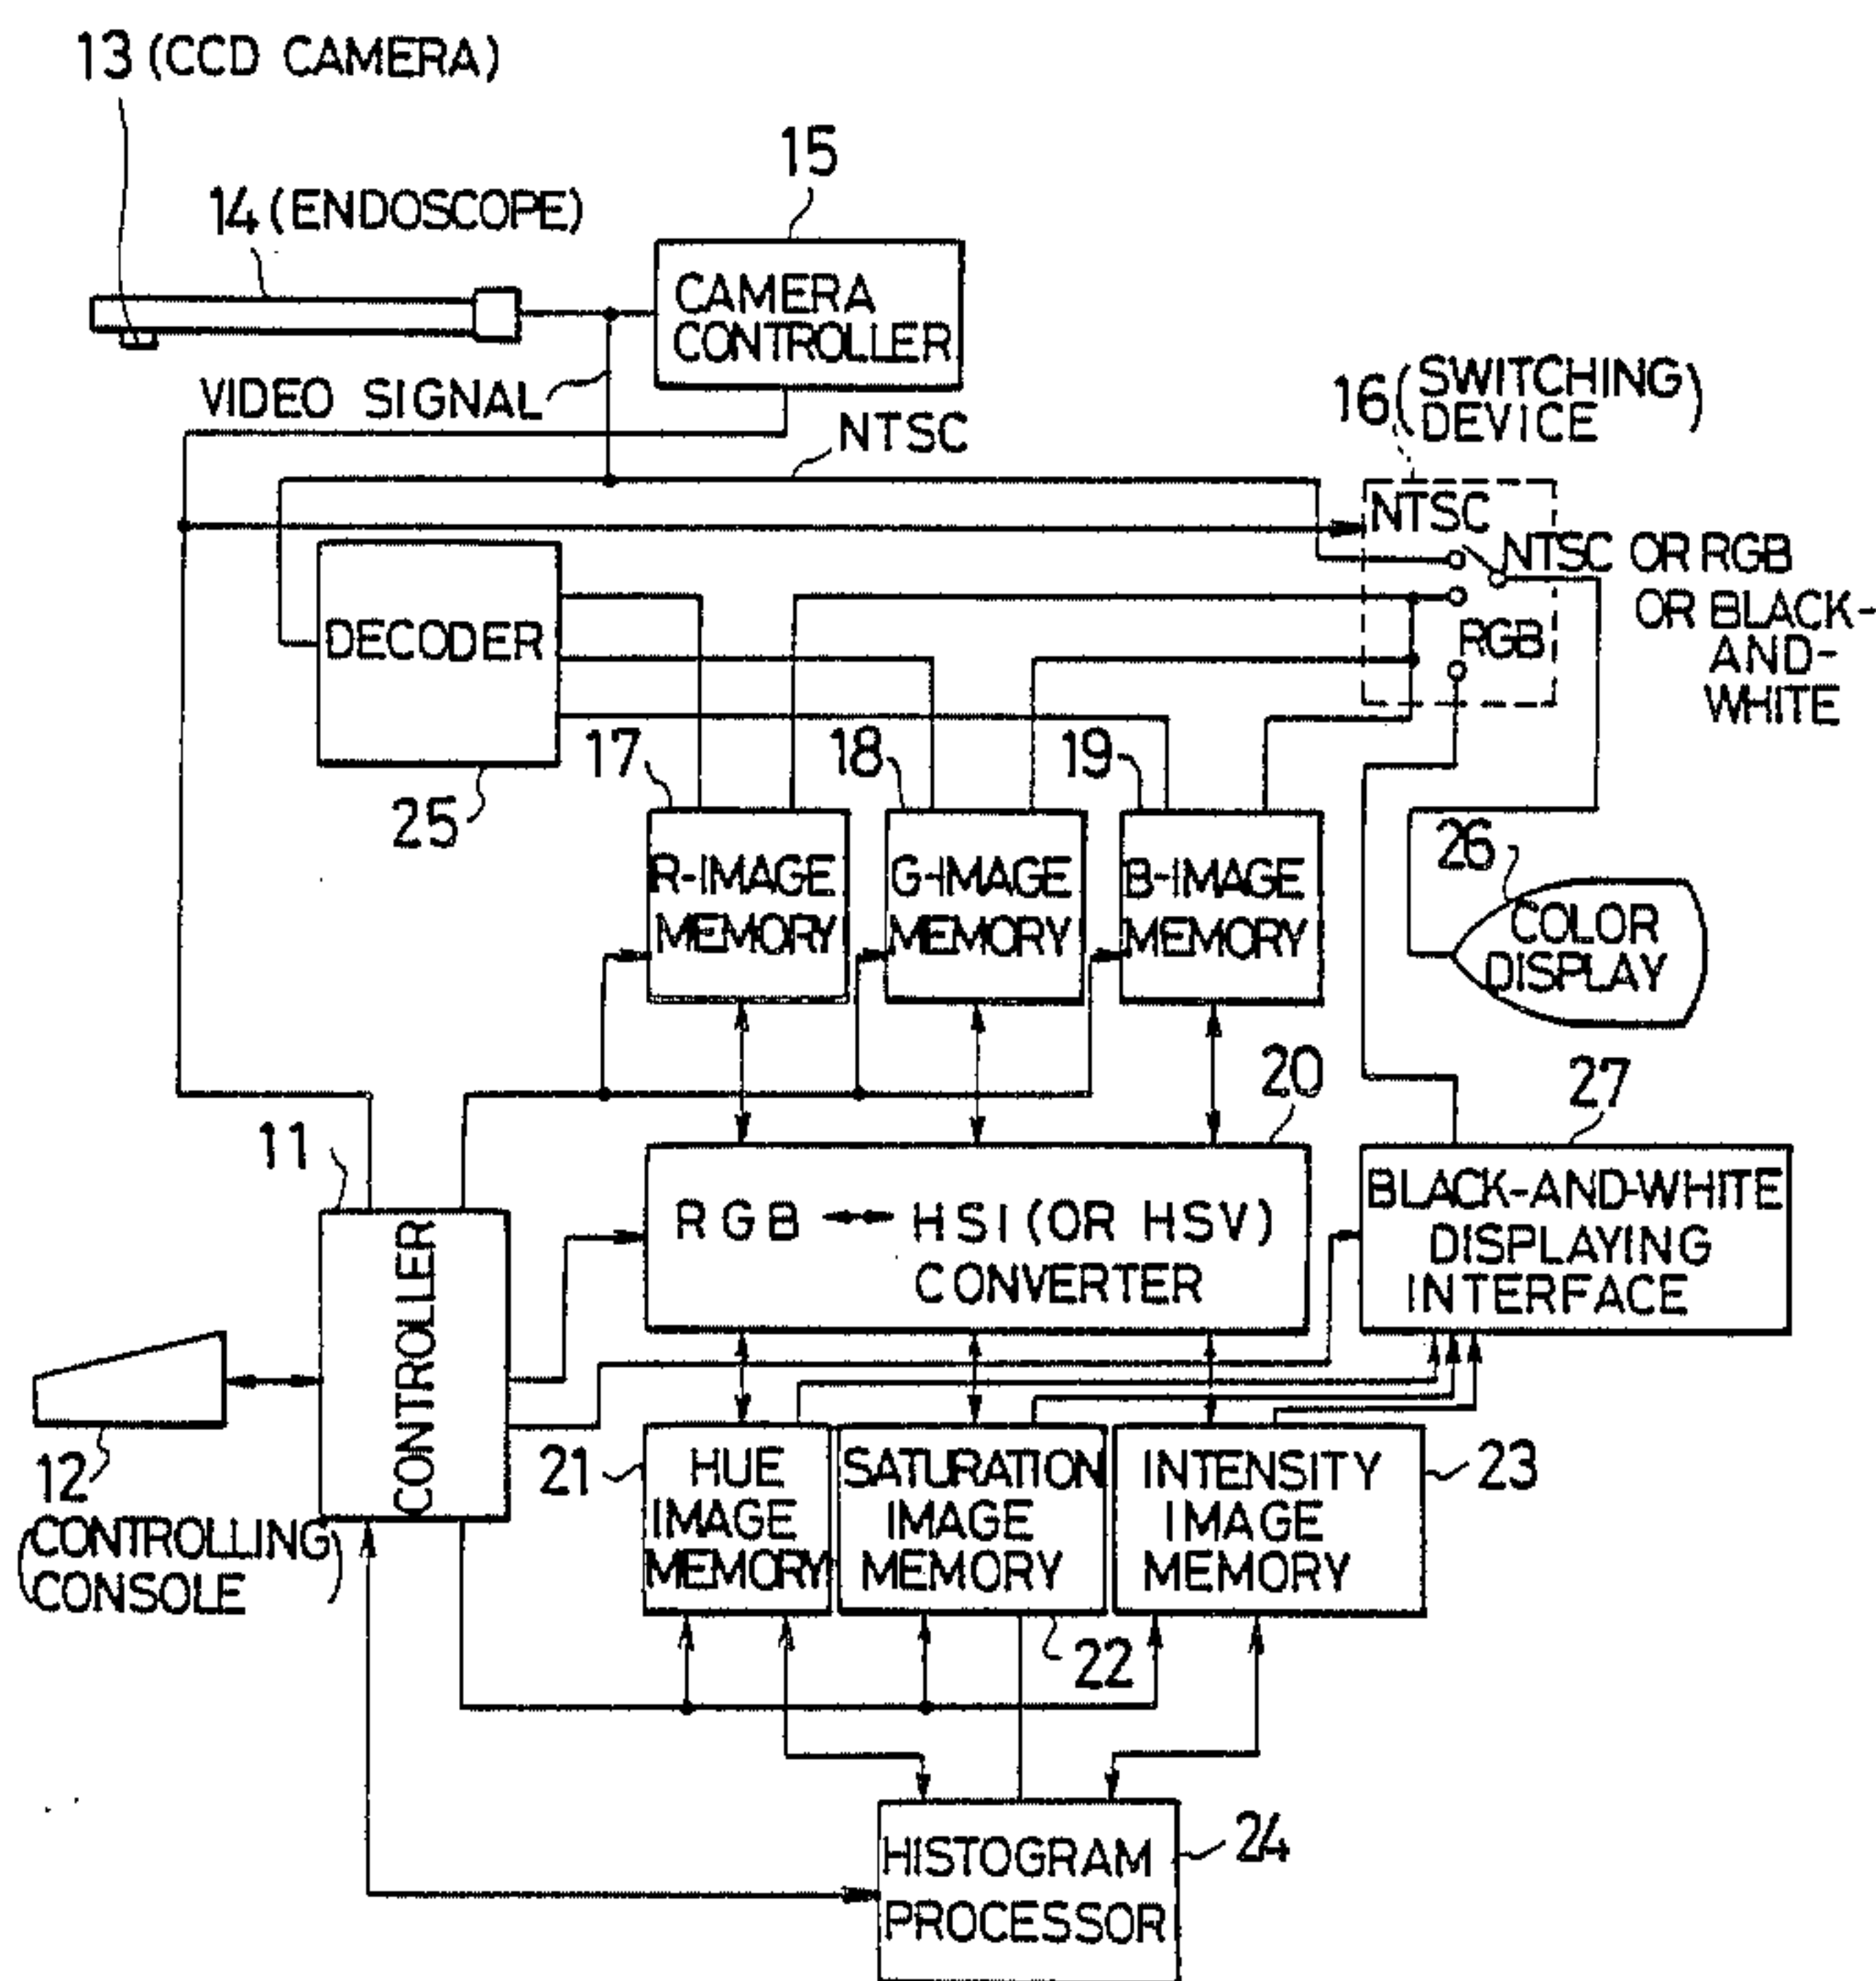 13 (CCD CAMERA)
15
14 (ENDOSCOPE)
CAMERA
CONTROLLER
VIDEO SIGNAL
NTSC
16 (SWITCHING
DEVICE)
NTSC
NTSC OR RGB
OR BLACK-
AND-
WHITE
RGB
DECODER
25
17
18
19
R-IMAGE
MEMORY
G-IMAGE
MEMORY
B-IMAGE
MEMORY
26
COLOR
DISPLAY
20
27
11
CONTROLLER
RGB ↔ HSI (OR HSV)
CONVERTER
BLACK-AND-WHITE
DISPLAYING
INTERFACE
12
(CONTROLLING
CONSOLE)
21
HUE
IMAGE
MEMORY
SATURATION
IMAGE
MEMORY
22
INTENSITY
IMAGE
MEMORY
23
HISTOGRAM
PROCESSOR
24